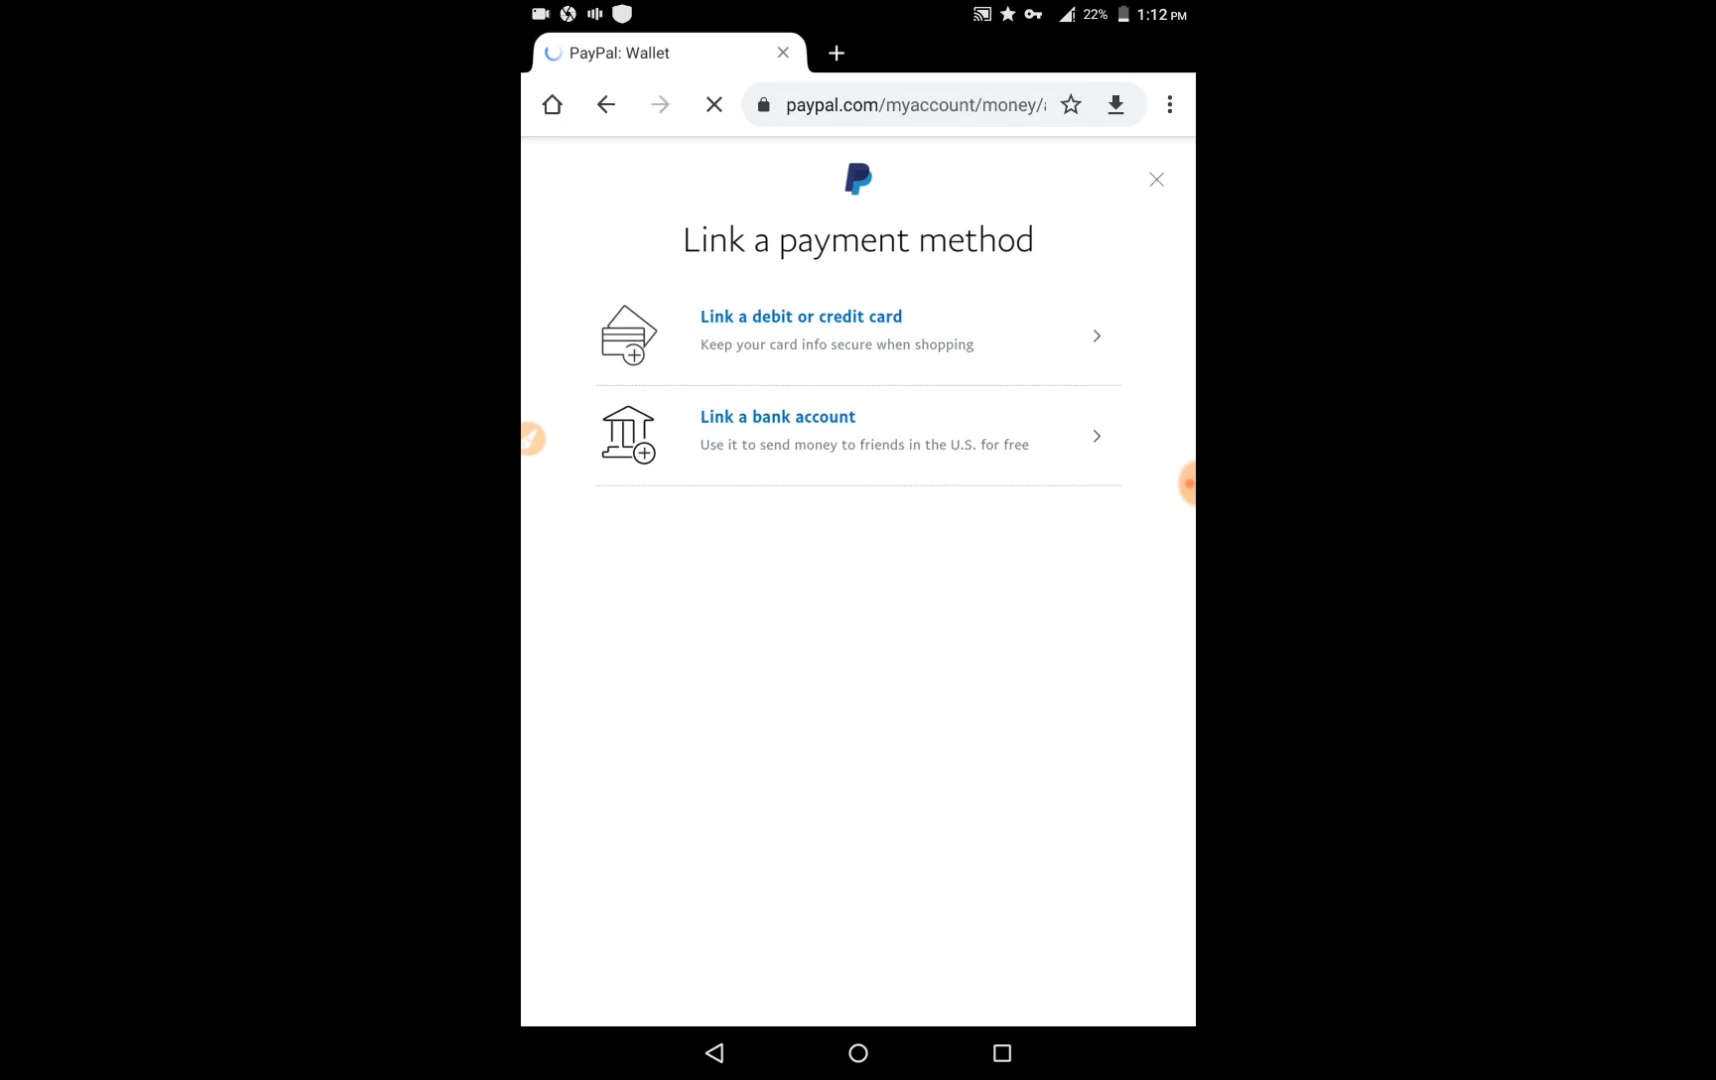 22% 1:12 PM
PayPal: Wallet
paypal.com/myaccount/money/
Link a payment method
Link a debit or credit card
Keep your card info secure when shopping
Link a bank account
Use it to send money to friends in the U.S. for free